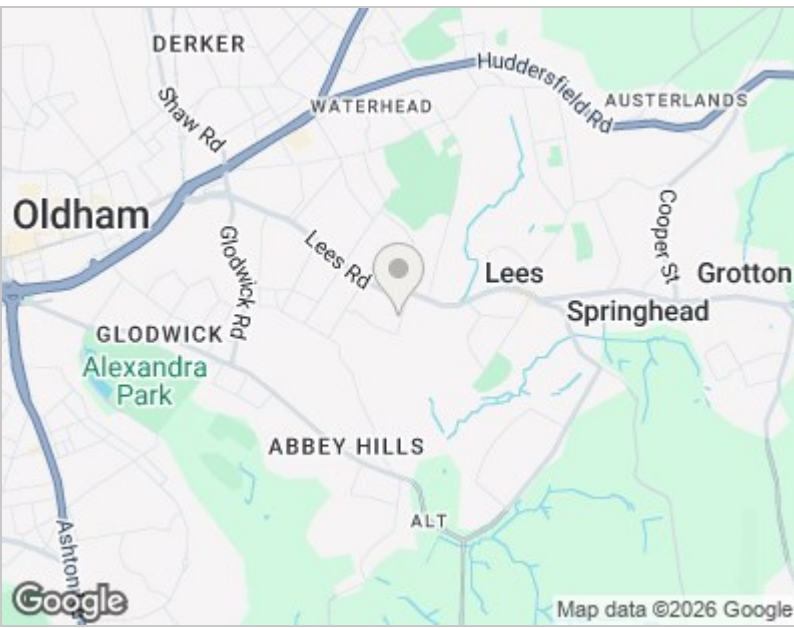 DERKER
Shaw Rd
WATERHEAD
Huddersfield Rd
AUSTERLANDS
Oldham
Glodwick Rd
Lees Rd
Lees
Cooper St
Grotton
Springhead
GLODWICK
Alexandra
Park
ABBEY HILLS
ALT
Google
Map data ©2026 Google